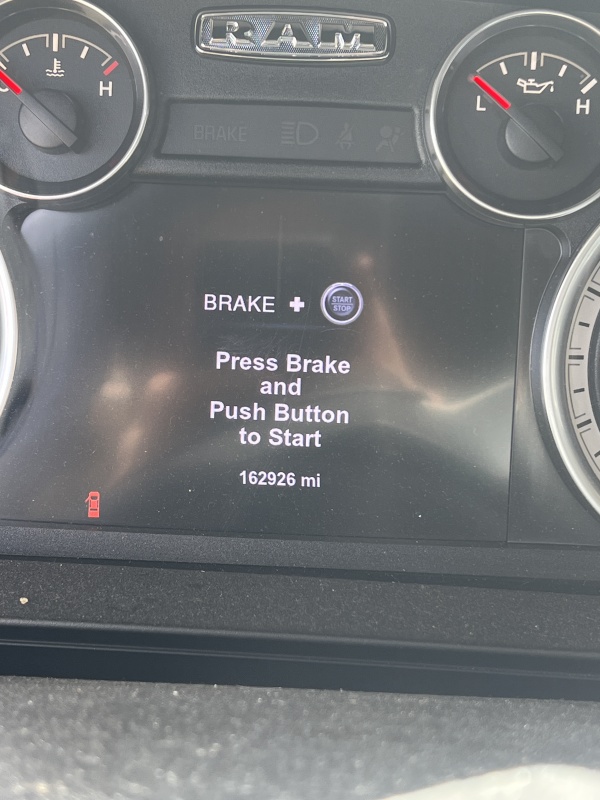 RAM
H
L
H
BRAKE
BRAKE + START STOP
Press Brake
and
Push Button
to Start
162926 mi